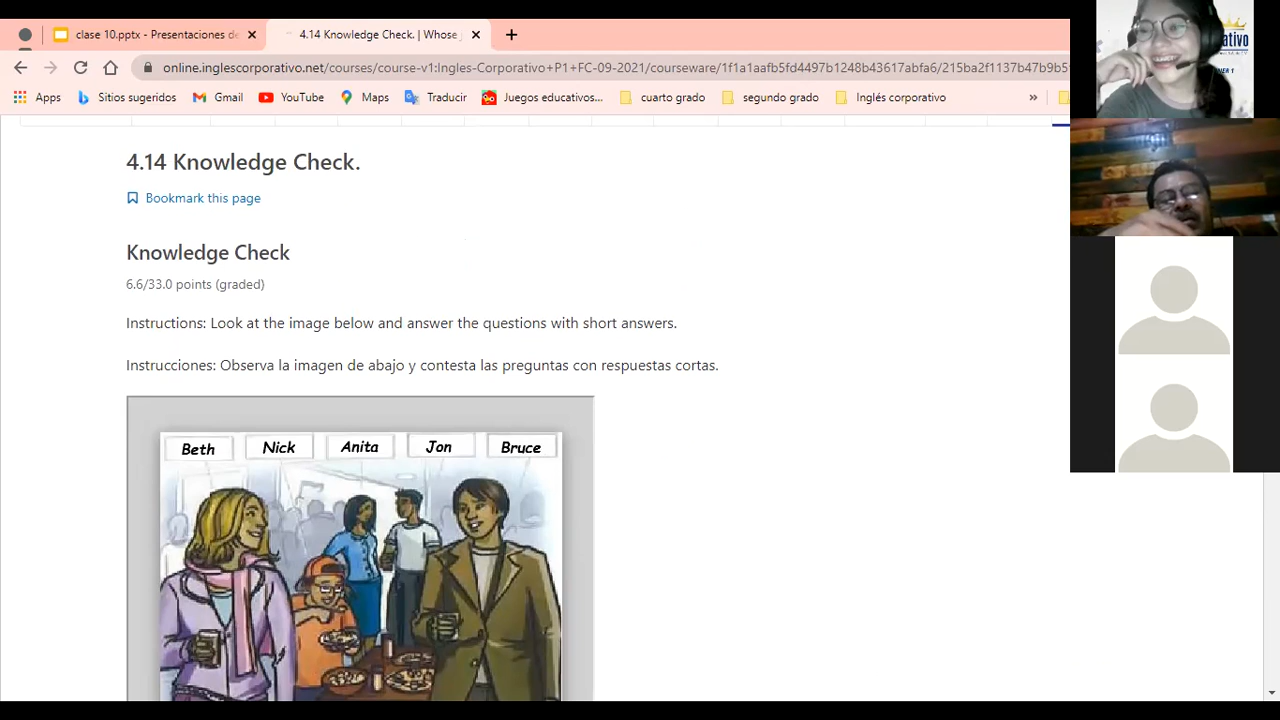 clase 10.pptx - Presentaciones de
4.14 Knowledge Check. | Whose
online.inglescorporativo.net/courses/course-v1:Ingles-Corporativo+P1+FC-09-2021/courseware/1f1a1aafb5
Apps
Sitios sugeridos
Gmail
YouTube
Maps
Traducir
Juegos educativos...
cuarto grado
segundo grado
Inglés corporativo
4.14 Knowledge Check.
Bookmark this page
Knowledge Check
6.6/33.0 points (graded)
Instructions: Look at the image below and answer the questions with short answers.
Instrucciones: Observa la imagen de abajo y contesta las preguntas con respuestas cortas.
Beth Nick Anita Jon Bruce